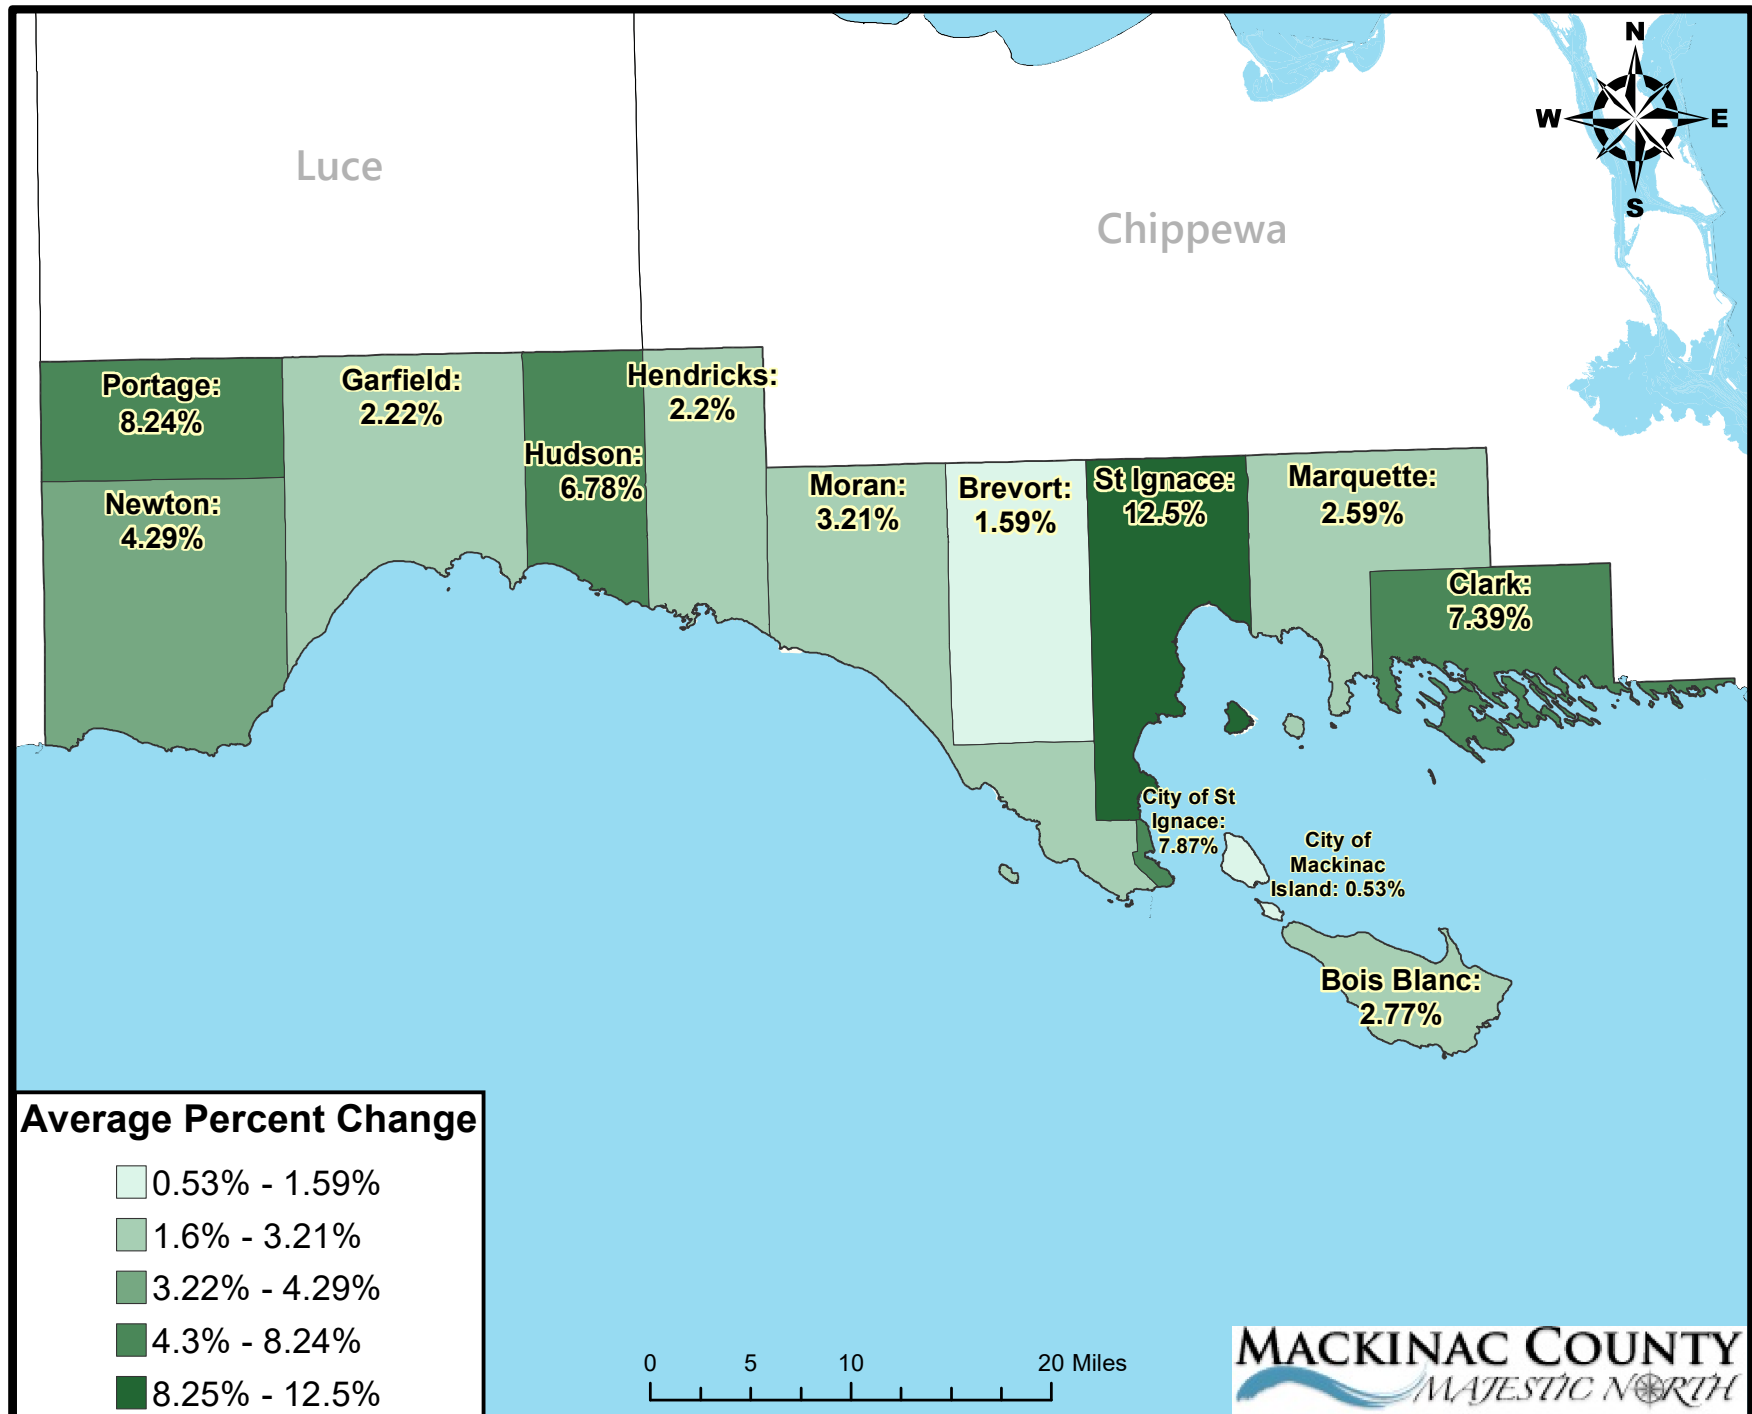 N
W
E
S
Luce
Chippewa
Portage:
8.24%
Garfield:
2.22%
Hendricks:
2.2%
Hudson:
6.78%
Newton:
4.29%
Moran:
3.21%
Brevort:
1.59%
St Ignace:
12.5%
Marquette:
2.59%
Clark:
7.39%
City of St
Ignace:
7.87%
City of
Mackinac
Island: 0.53%
Bois Blanc:
2.77%
Average Percent Change
0.53% - 1.59%
1.6% - 3.21%
3.22% - 4.29%
4.3% - 8.24%
8.25% - 12.5%
0 5 10 20 Miles
MACKINAC COUNTY
MAJESTIC NORTH